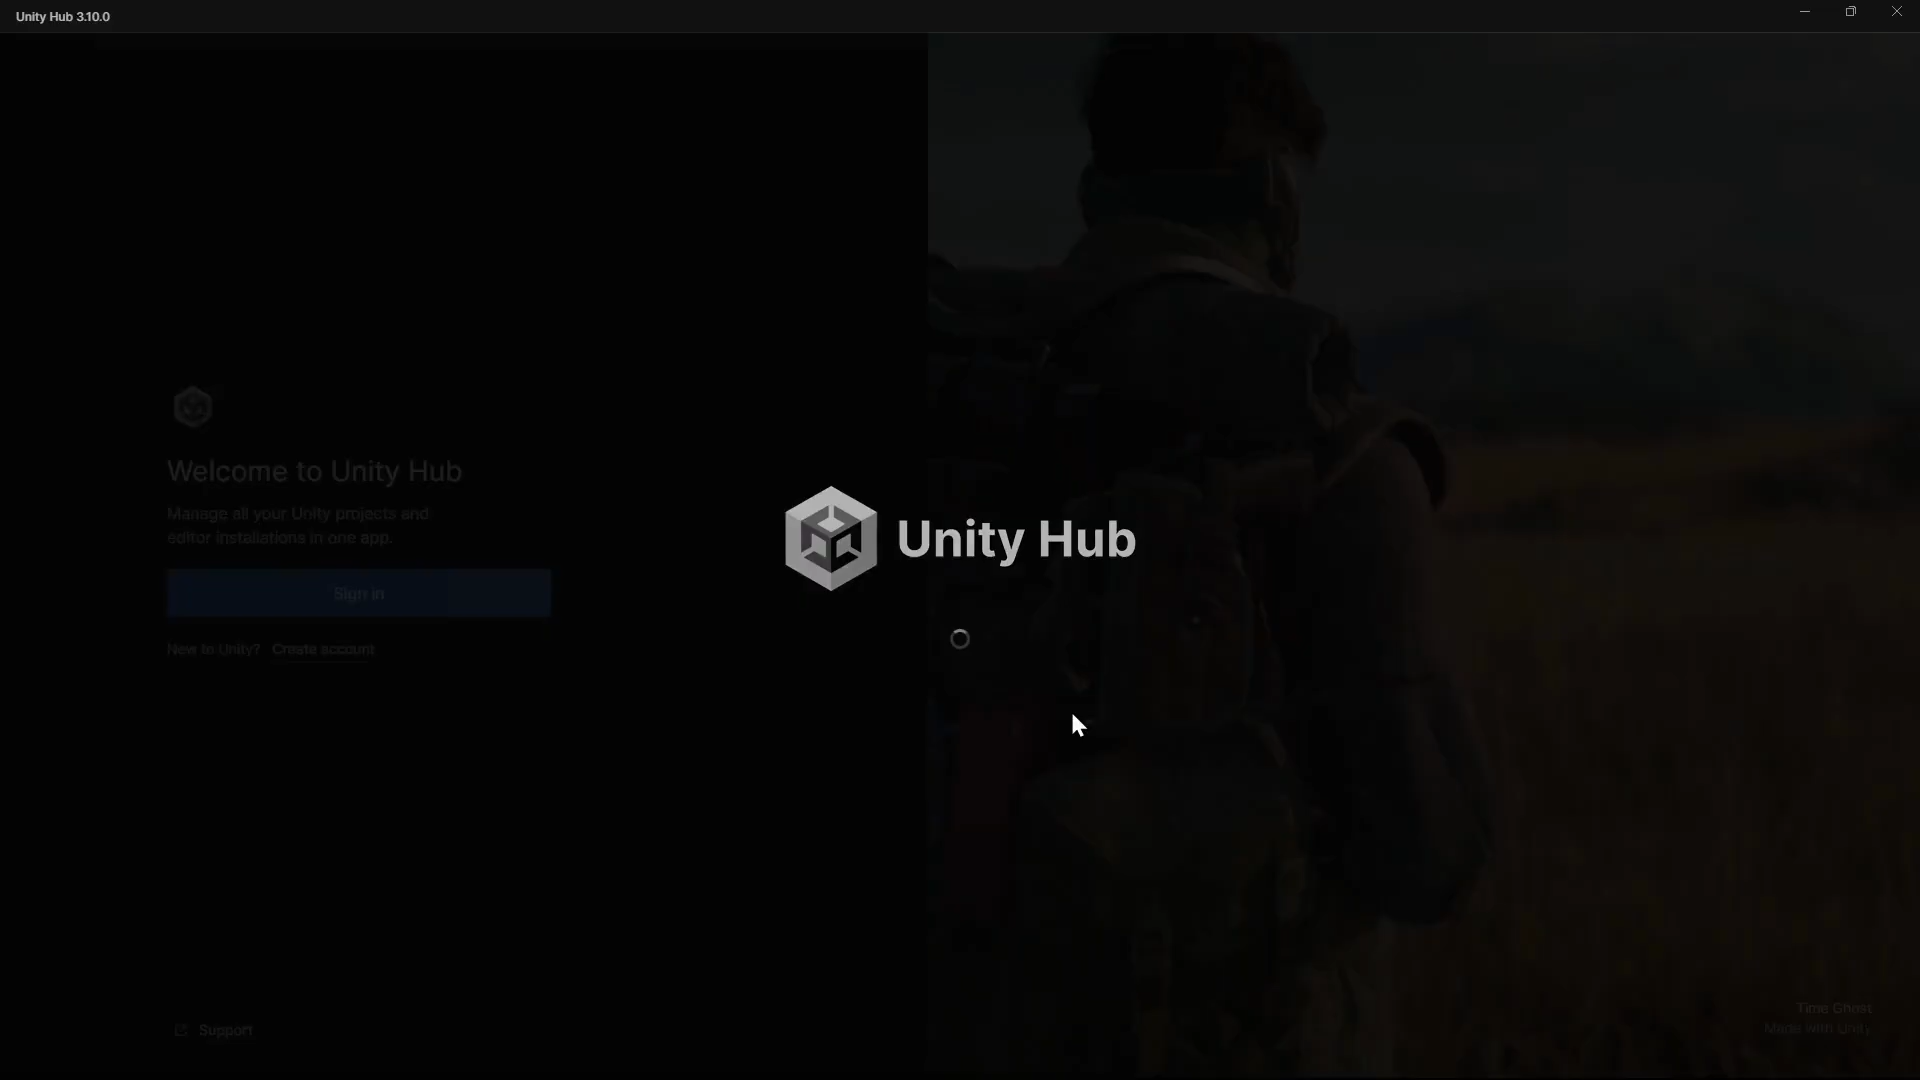 Unity Hub 3.10.0
Welcome to Unity Hub
Manage all your Unity projects and
editor installations in one app.
Sign in
New to Unity? Create account
Unity Hub
Support
Time Ghost
Made with Unity